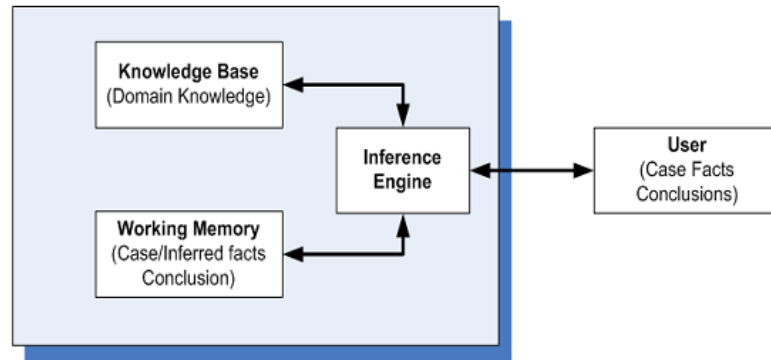 Knowledge Base
(Domain Knowledge)
Inference
Engine
User
(Case Facts
Conclusions)
Working Memory
(Case/Inferred facts
Conclusion)